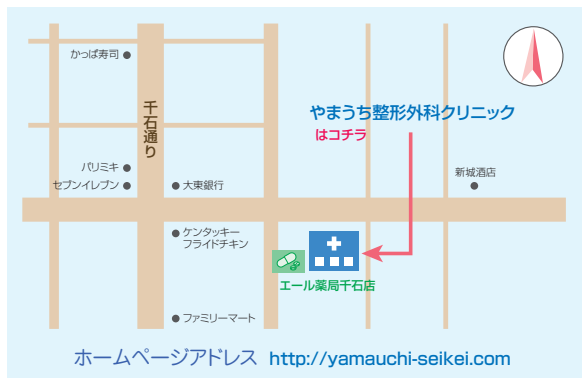 かっぱ寿司
千石通り
やまうち整形外科クリニック
はコチラ
パリミキ
セブンイレブン
大東銀行
新城酒店
ケンタッキー
フライドチキン
エール薬局千石店
ファミリーマート
ホームページアドレス http://yamauchi-seikei.com